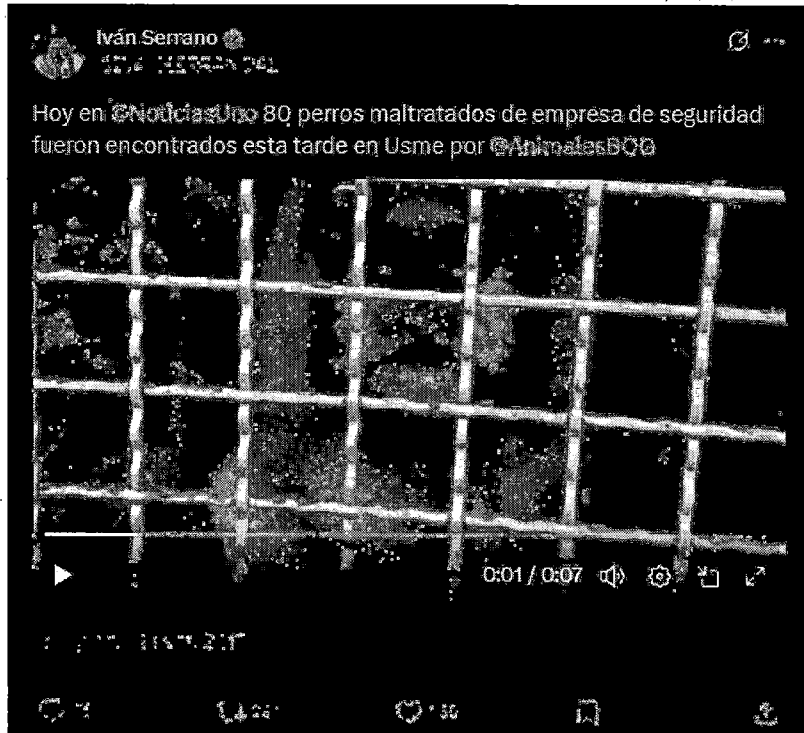 Iván Serrano
Hoy en @NoticiasUno 80 perros maltratados de empresa de seguridad
fueron encontrados esta tarde en Usme por @AnimalesBOG
0:01 / 0:07